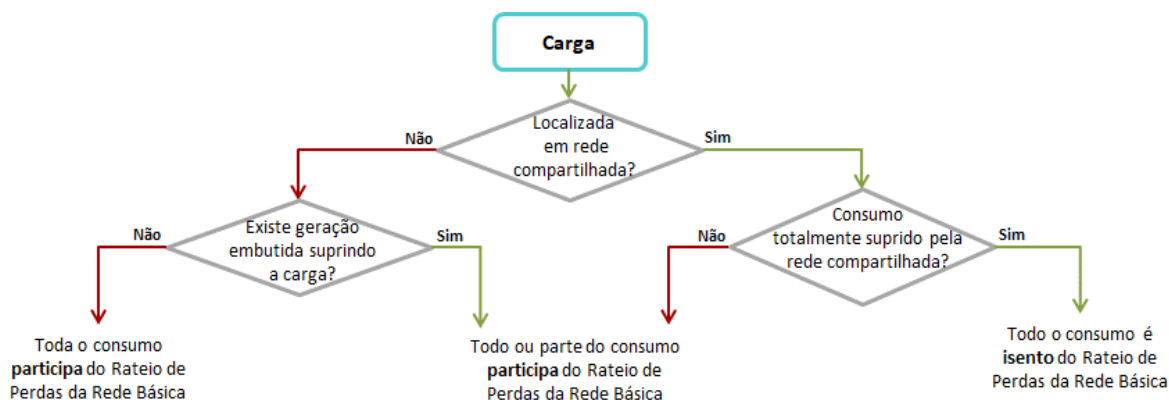 Carga
Localizada
em rede
compartilhada?
Não
Sim
Existe geração
embutida suprindo
a carga?
Não
Sim
Consumo
totalmente suprido pela
rede compartilhada?
Não
Sim
Toda o consumo
participa do Rateio de
Perdas da Rede Básica
Todo ou parte do consumo
participa do Rateio de
Perdas da Rede Básica
Todo o consumo é
isento do Rateio de
Perdas da Rede Básica